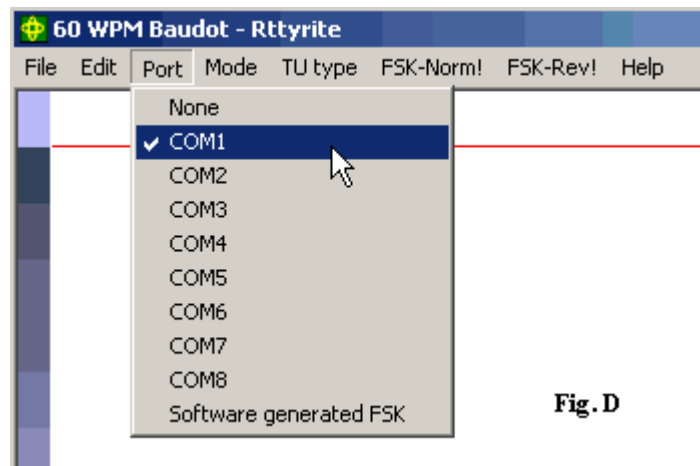 60 WPM Baudot - Rttyrite
File Edit Port Mode TU type FSK-Norm! FSK-Rev! Help
None
COM1
COM2
COM3
COM4
COM5
COM6
COM7
COM8
Software generated FSK
Fig. D